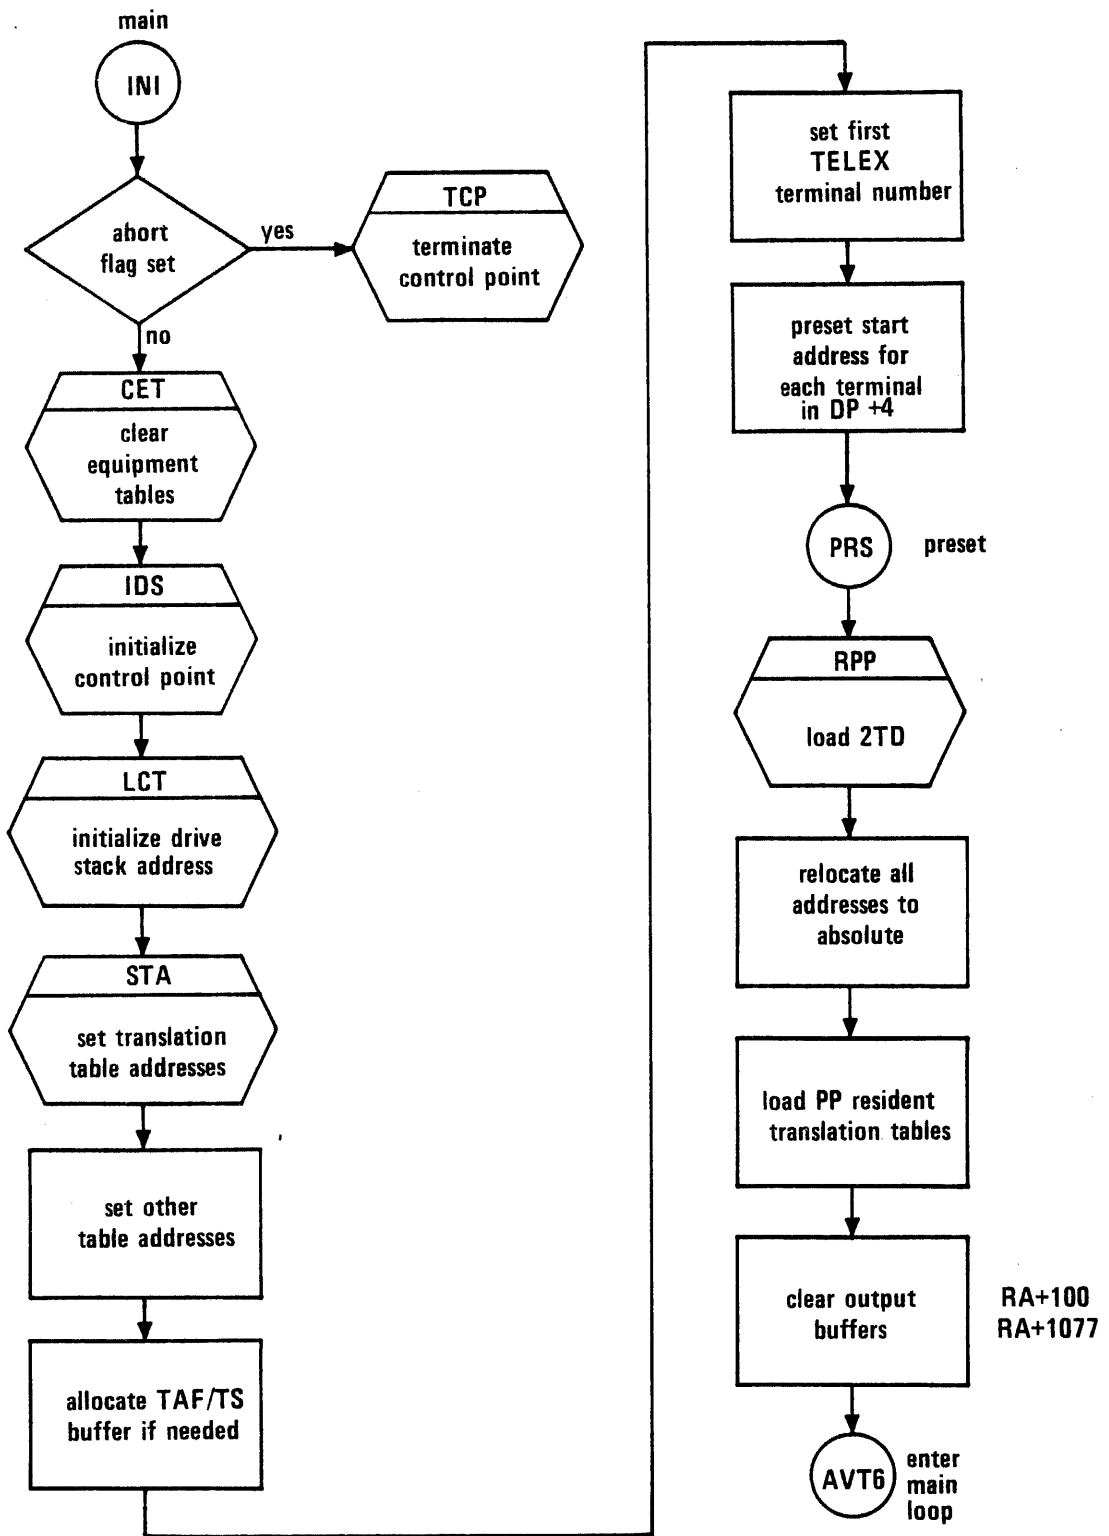 main
INI
abort
flag set
yes
TCP
terminate
control point
no
CET
clear
equipment
tables
IDS
initialize
control point
LCT
initialize drive
stack address
STA
set translation
table addresses
set other
table addresses
allocate TAF/TS
buffer if needed
set first
TELEX
terminal number
preset start
address for
each terminal
in DP +4
PRS
preset
RPP
load 2TD
relocate all
addresses to
absolute
load PP resident
translation tables
clear output
buffers
RA+100
RA+1077
AVT6
enter
main
loop